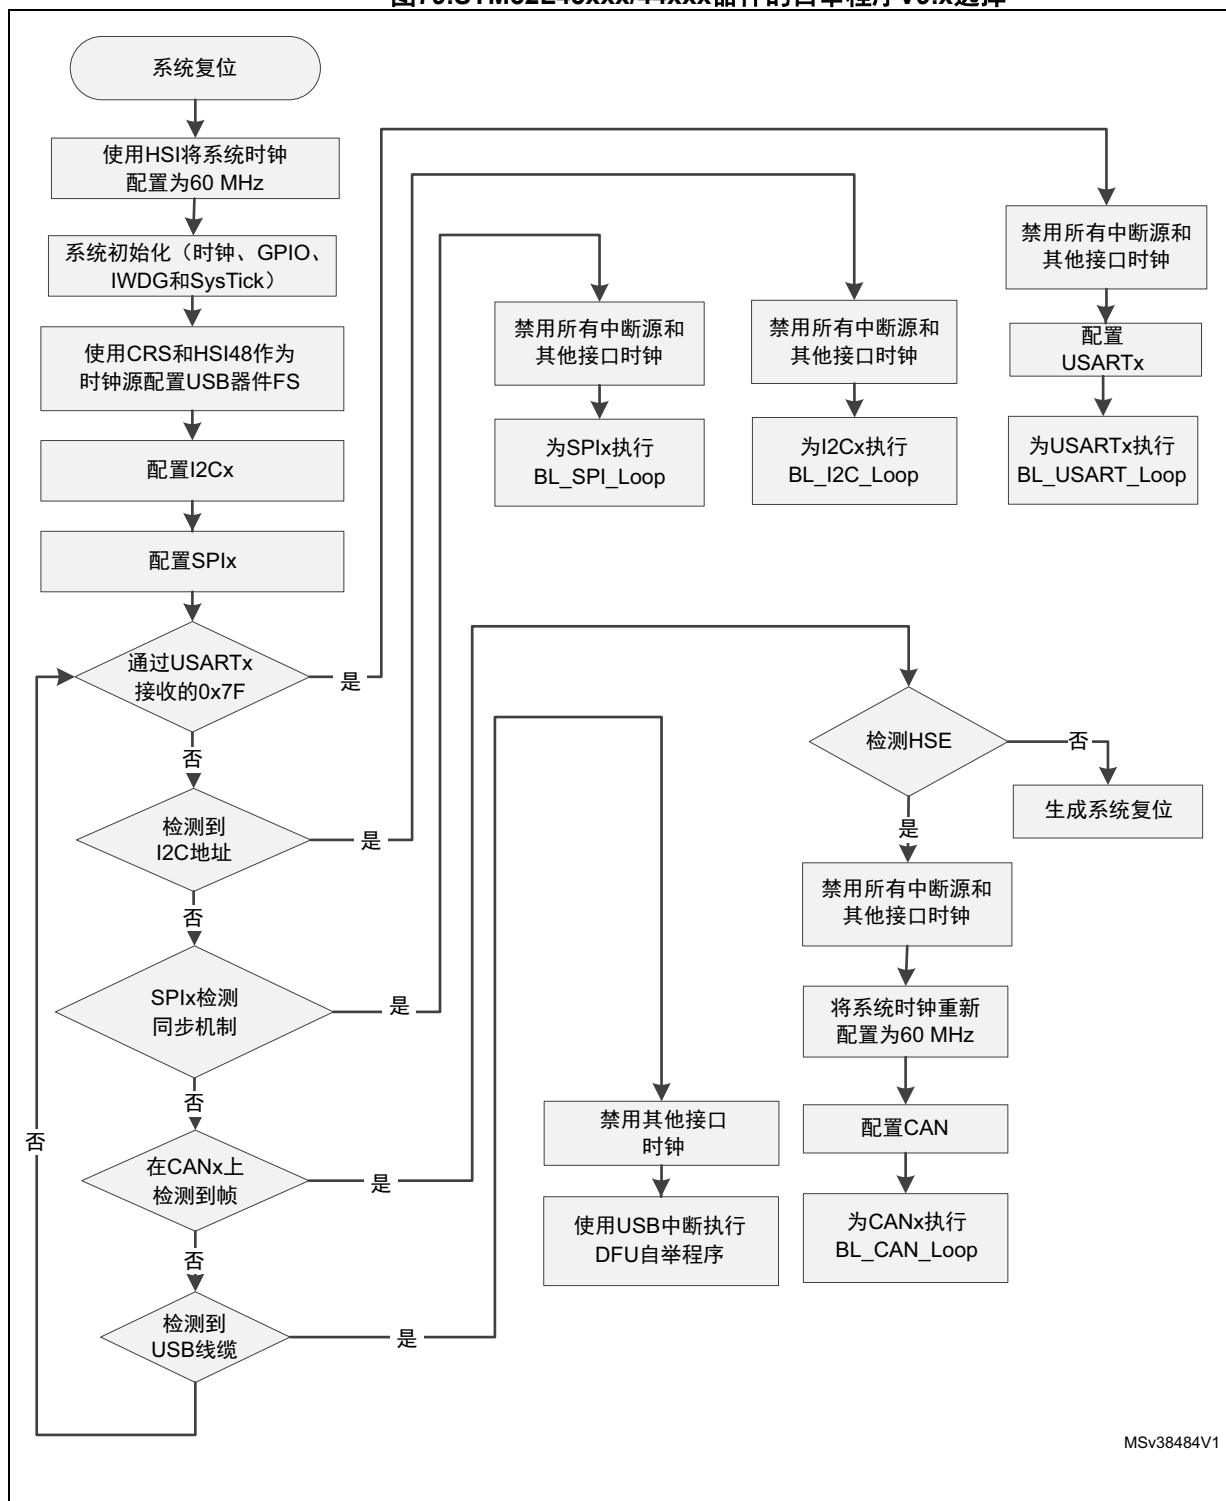 系统复位
使用HSI将系统时钟
配置为60 MHz
系统初始化（时钟、GPIO、
IWDG和SysTick）
使用CRS和HSI48作为
时钟源配置USB器件FS
配置I2Cx
配置SPIx
通过USARTx
接收的0x7F
是
否
检测到
I2C地址
是
否
SPIx检测
同步机制
是
否
在CANx上
检测到帧
是
否
检测到
USB线缆
是
否
禁用所有中断源和
其他接口时钟
为SPIx执行
BL_SPI_Loop
禁用所有中断源和
其他接口时钟
为I2Cx执行
BL_I2C_Loop
禁用所有中断源和
其他接口时钟
配置
USARTx
为USARTx执行
BL_USART_Loop
检测HSE
否
生成系统复位
是
禁用所有中断源和
其他接口时钟
将系统时钟重新
配置为60 MHz
配置CAN
为CANx执行
BL_CAN_Loop
禁用其他接口
时钟
使用USB中断执行
DFU自举程序
MSv38484V1